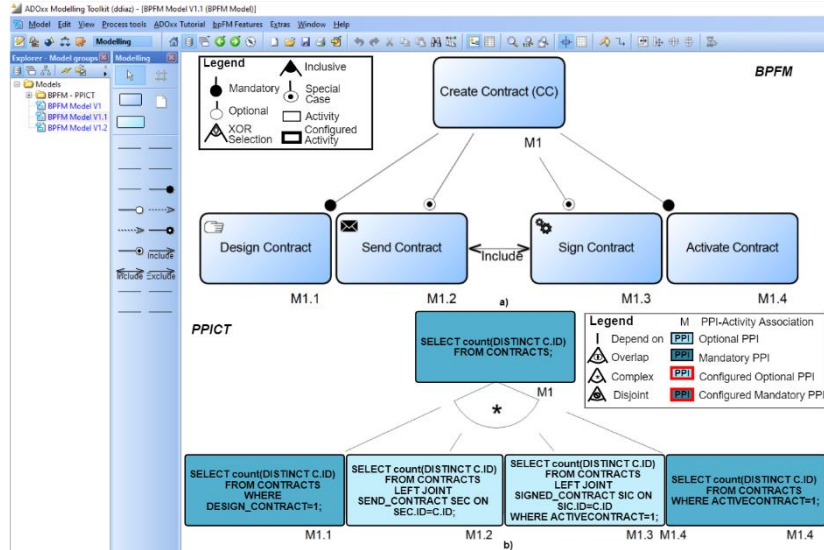 ADOxx Modelling Toolkit (ddiaz) - [BPFM Model V1.1 (BPFM Model)]
Model Edit View Process tools ADOxx Tutorial bpFM Features Extras Window Help
Modelling
Explorer - Model groups
Modelling
Models
BPFM - PPICT
BPFM Model V1
BPFM Model V1.1
BPFM Model V1.2
Include
Include
Exclude
Legend
Mandatory
Optional
XOR
Selection
Inclusive
Special
Case
Activity
Configured
Activity
BPFM
Create Contract (CC)
M1
Design Contract
Send Contract
Include
Sign Contract
Activate Contract
M1.1
M1.2
a)
M1.3
M1.4
PPICT
SELECT count(DISTINCT C.ID)
FROM CONTRACTS;
M1
*
Legend
M PPI-Activity Association
Depend on
PPI Optional PPI
Overlap
PPI Mandatory PPI
Complex
PPI Configured Optional PPI
Disjoint
PPI Configured Mandatory PPI
SELECT count(DISTINCT C.ID)
FROM CONTRACTS
WHERE
DESIGN_CONTRACT=1;
M1.1
SELECT count(DISTINCT C.ID)
FROM CONTRACTS
LEFT JOINT
SEND_CONTRACT SEC ON
SEC.ID=C.ID;
M1.2
SELECT count(DISTINCT C.ID)
FROM CONTRACTS
LEFT JOINT
SIGNED_CONTRACT SIC ON
SIC.ID=C.ID
WHERE ACTIVECONTRACT=1;
M1.3 M1.4
SELECT count(DISTINCT C.ID)
FROM CONTRACTS
WHERE ACTIVECONTRACT=1;
M1.4
b)